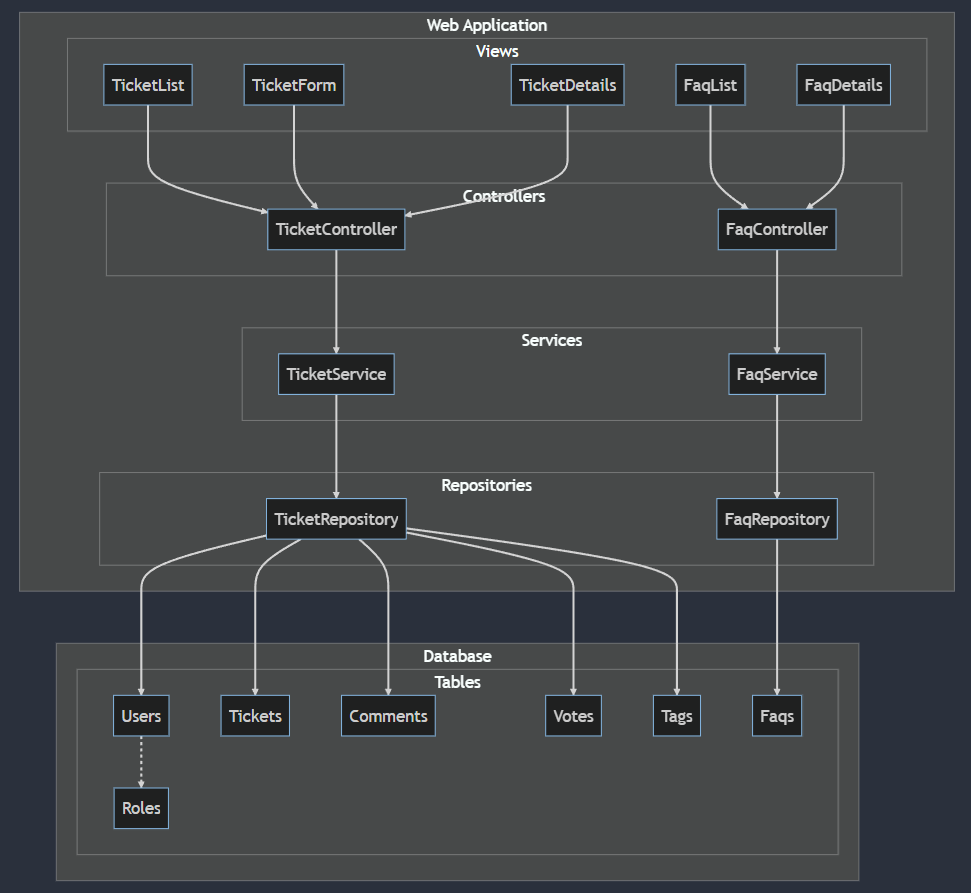 Web Application
Views
TicketList
TicketForm
TicketDetails
FaqList
FaqDetails
Controllers
TicketController
FaqController
Services
TicketService
FaqService
Repositories
TicketRepository
FaqRepository
Database
Tables
Users
Tickets
Comments
Votes
Tags
Faqs
Roles